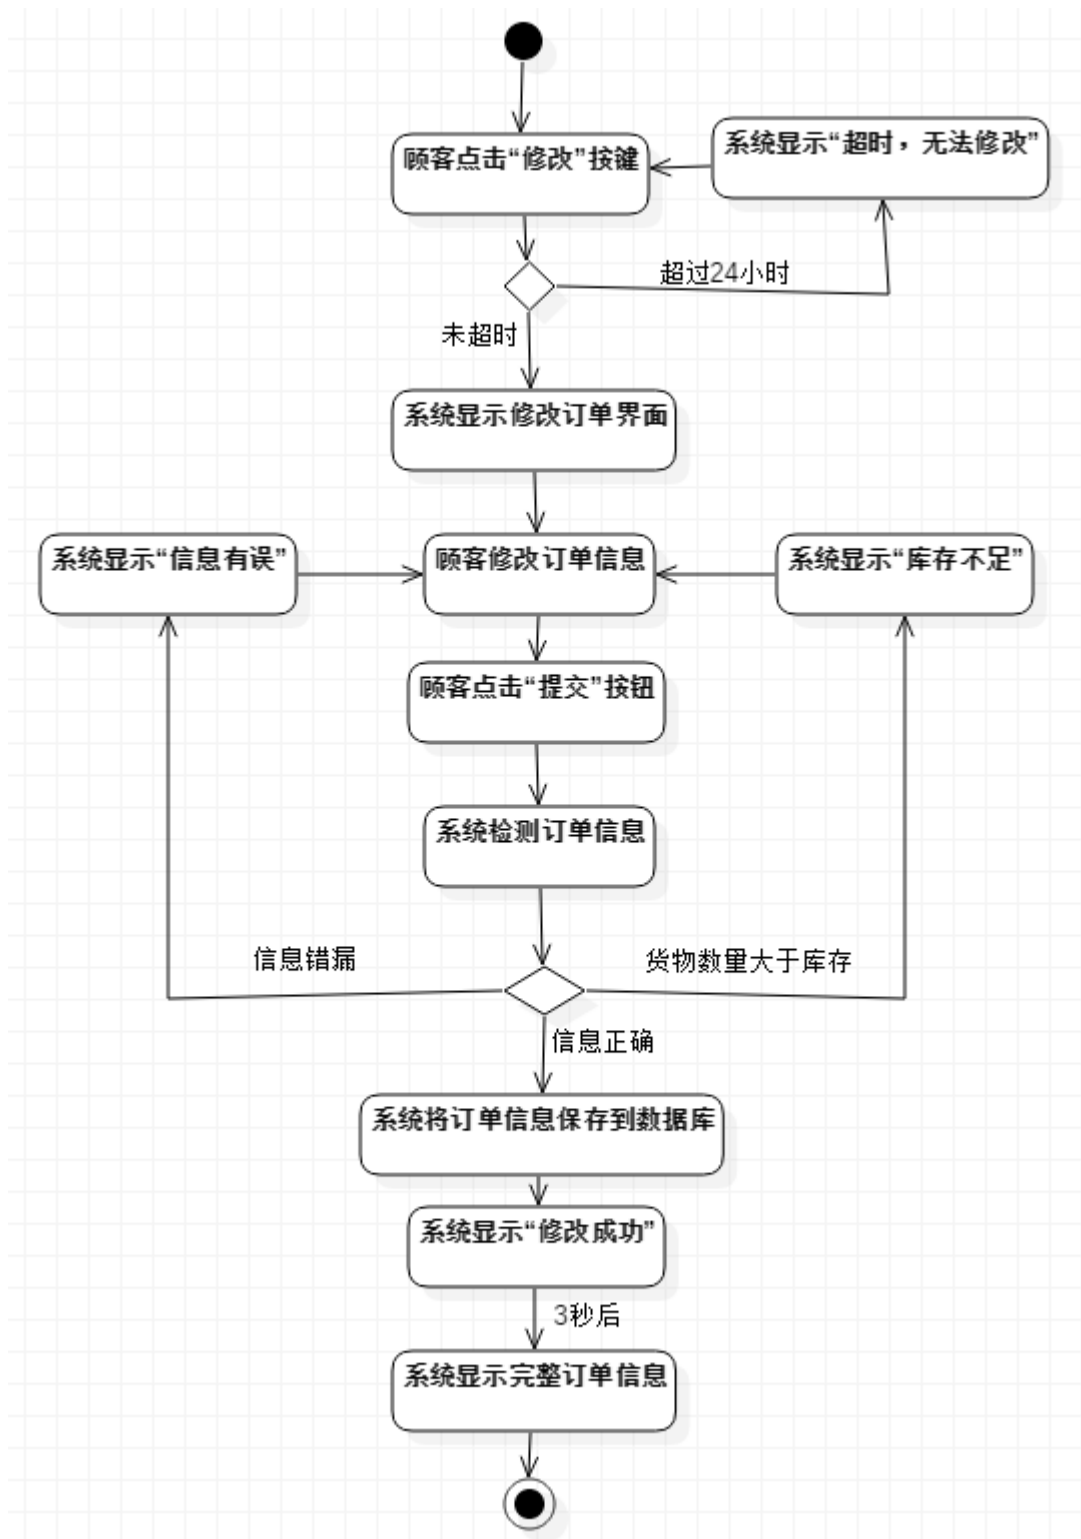 顾客点击“修改”按键
系统显示“超时，无法修改”
超过24小时
未超时
系统显示修改订单界面
系统显示“信息有误”
顾客修改订单信息
系统显示“库存不足”
顾客点击“提交”按钮
系统检测订单信息
信息错漏
货物数量大于库存
信息正确
系统将订单信息保存到数据库
系统显示“修改成功”
3秒后
系统显示完整订单信息